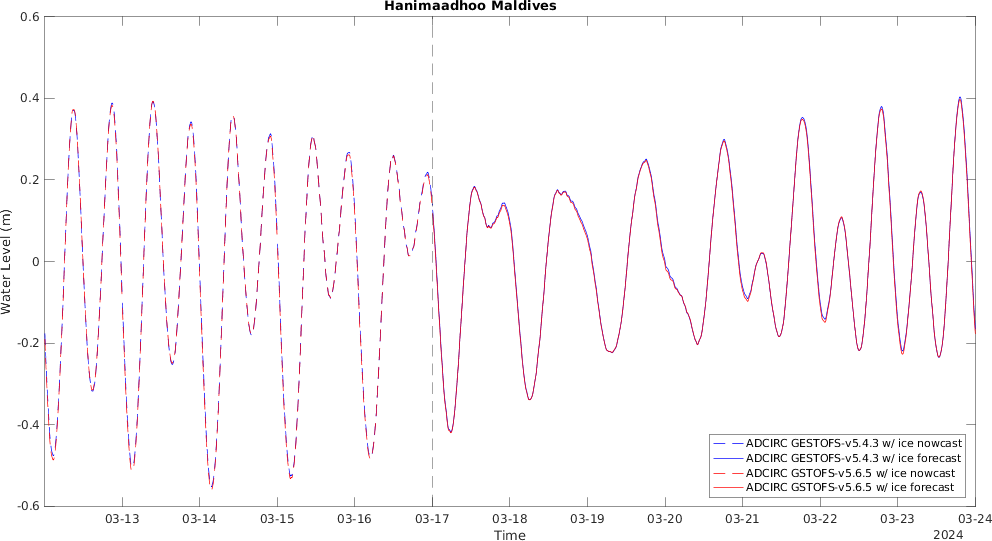 Hanimaadhoo Maldives
0.6
0.4
0.2
0
-0.2
-0.4
-0.6
Water Level (m)
ADCIRC GESTOFS-v5.4.3 w/ ice nowcast
ADCIRC GESTOFS-v5.4.3 w/ ice forecast
ADCIRC GSTOFS-v5.6.5 w/ ice nowcast
ADCIRC GSTOFS-v5.6.5 w/ ice forecast
03-13 03-14 03-15 03-16 03-17 03-18 03-19 03-20 03-21 03-22 03-23 03-24
Time
2024